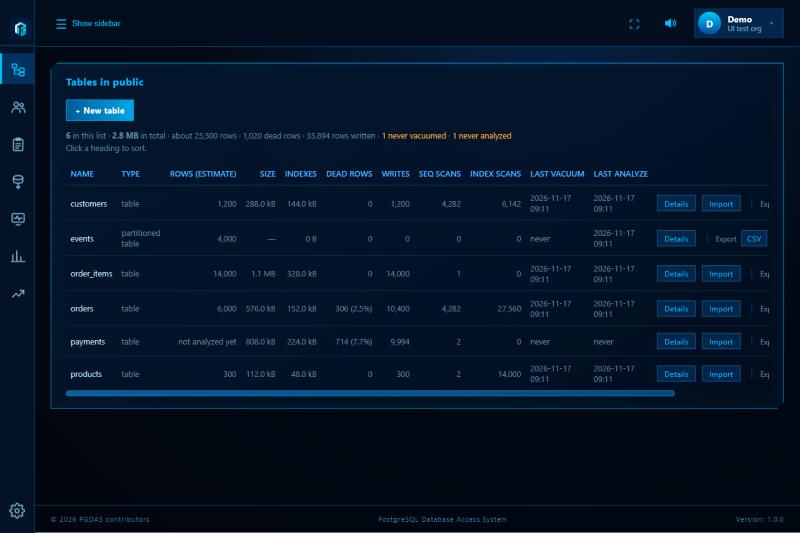 Show sidebar
D
Demo
UI test org
Tables in public
+ New table
6 in this list · 2.8 MB in total · about 25,500 rows · 1,020 dead rows · 35,894 rows written · 1 never vacuumed · 1 never analyzed
Click a heading to sort.
NAME TYPE ROWS (ESTIMATE) SIZE INDEXES DEAD ROWS WRITES SEQ SCANS INDEX SCANS LAST VACUUM LAST ANALYZE
customers table 1,200 288.0 kB 144.0 kB 0 1,200 4,282 6,142 2026-11-17 09:11 2026-11-17 09:11 Details Import Exp
events partitioned table 4,000 — 0 B 0 0 0 0 never never Details Export CSV
order_items table 14,000 1.1 MB 328.0 kB 0 14,000 1 0 2026-11-17 09:11 2026-11-17 09:11 Details Import Exp
orders table 6,000 576.0 kB 152.0 kB 306 (2.5%) 10,400 4,282 27,560 2026-11-17 09:11 2026-11-17 09:11 Details Import Exp
payments table not analyzed yet 808.0 kB 224.0 kB 714 (7.7%) 9,994 2 0 never never Details Import Exp
products table 300 112.0 kB 48.0 kB 0 300 2 14,000 2026-11-17 09:11 2026-11-17 09:11 Details Import Exp
© 2026 PGDAS contributors
PostgreSQL Database Access System
Version: 1.0.0